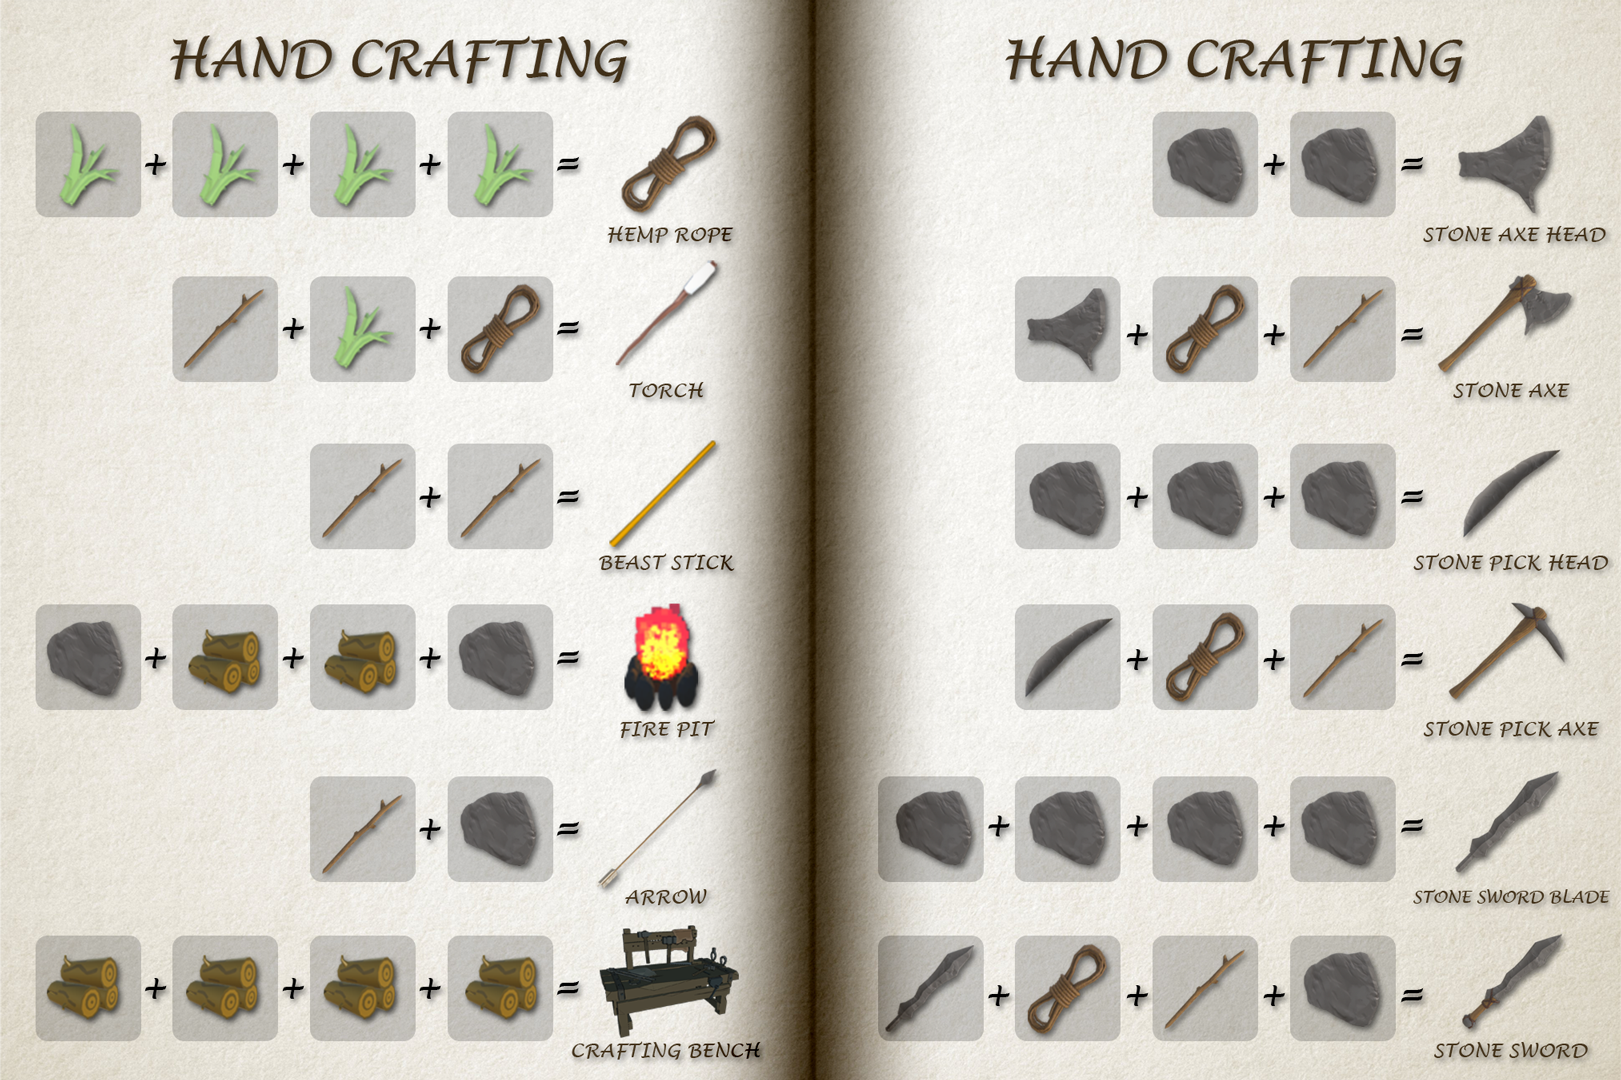 HAND CRAFTING
+ + + =
HEMP ROPE
+ + =
TORCH
+ =
BEAST STICK
+ + + =
FIRE PIT
+ =
ARROW
+ + + =
CRAFTING BENCH
HAND CRAFTING
+ =
STONE AXE HEAD
+ + =
STONE AXE
+ + =
STONE PICK HEAD
+ + =
STONE PICK AXE
+ + + =
STONE SWORD BLADE
+ + + =
STONE SWORD